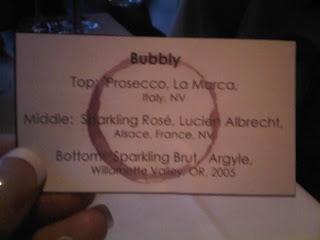 Bubbly
Top: Prosecco, La Marca,
Italy, NV
Middle: Sparkling Rosé, Lucien Albrecht,
Alsace, France, NV
Bottom: Sparkling Brut, Argyle,
Willamette Valley, OR, 2005